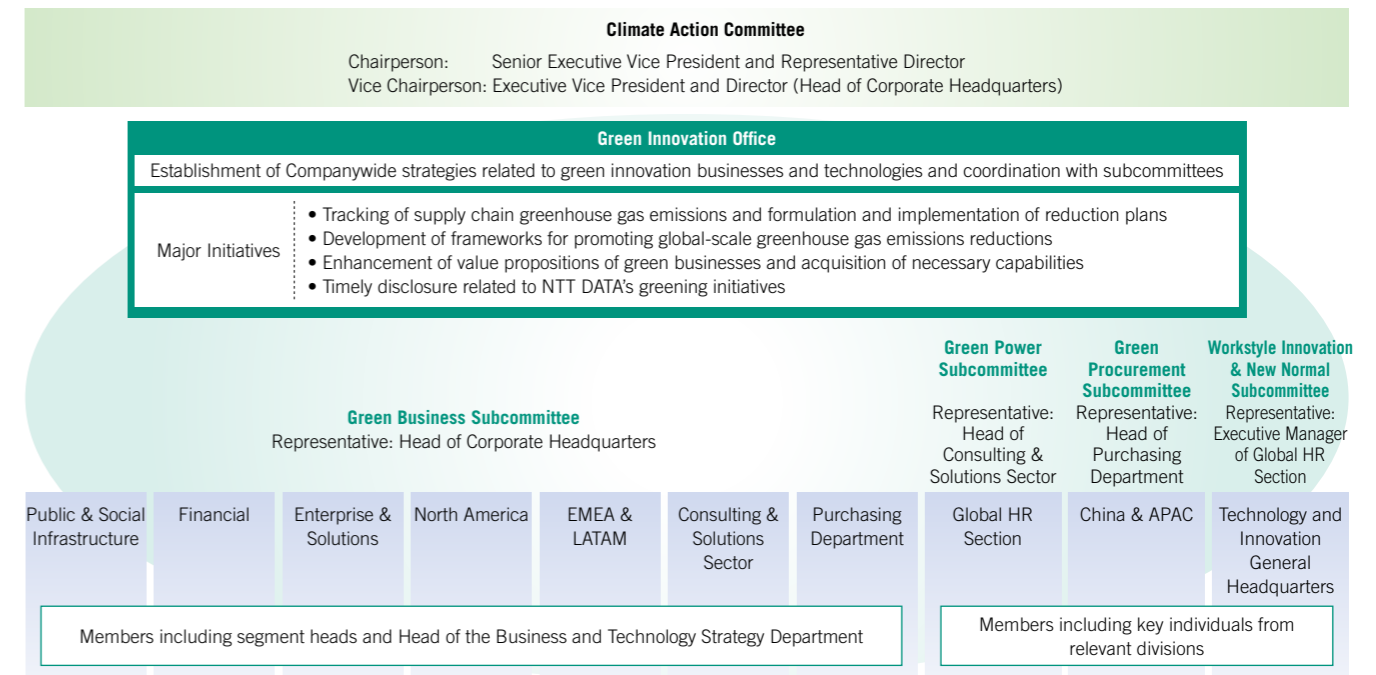 Climate Action Committee
Chairperson: Senior Executive Vice President and Representative Director
Vice Chairperson: Executive Vice President and Director (Head of Corporate Headquarters)
Green Innovation Office
Establishment of Companywide strategies related to green innovation businesses and technologies and coordination with subcommittees
Major Initiatives
• Tracking of supply chain greenhouse gas emissions and formulation and implementation of reduction plans
• Development of frameworks for promoting global-scale greenhouse gas emissions reductions
• Enhancement of value propositions of green businesses and acquisition of necessary capabilities
• Timely disclosure related to NTT DATA's greening initiatives
Green Business Subcommittee
Representative: Head of Corporate Headquarters
Green Power
Subcommittee
Representative:
Head of
Consulting &
Solutions Sector
Green
Procurement
Subcommittee
Representative:
Head of
Purchasing
Department
Workstyle Innovation
& New Normal
Subcommittee
Representative:
Executive Manager
of Global HR
Section
Public & Social
Infrastructure
Financial
Enterprise &
Solutions
North America
EMEA &
LATAM
Consulting &
Solutions
Sector
Purchasing
Department
Global HR
Section
China & APAC
Technology and
Innovation
General
Headquarters
Members including segment heads and Head of the Business and Technology Strategy Department
Members including key individuals from
relevant divisions